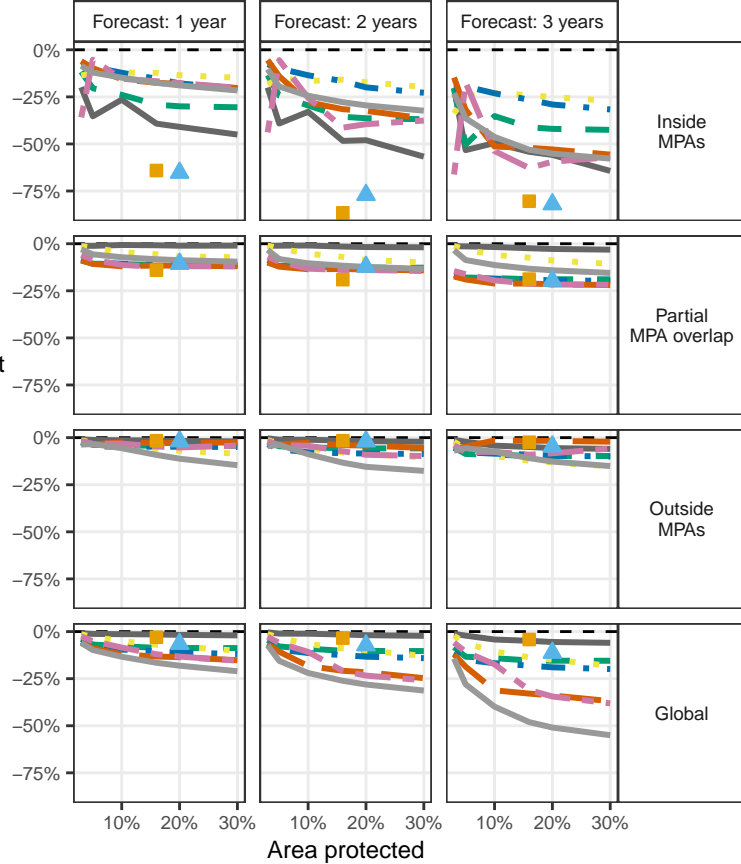 Forecast: 1 year
Forecast: 2 years
Forecast: 3 years
0%
−25%
−50%
−75%
Inside
MPAs
0%
−25%
−50%
−75%
Partial
MPA overlap
t
0%
−25%
−50%
−75%
Outside
MPAs
0%
−25%
−50%
−75%
Global
10% 20% 30%
10% 20% 30%
10% 20% 30%
Area protected